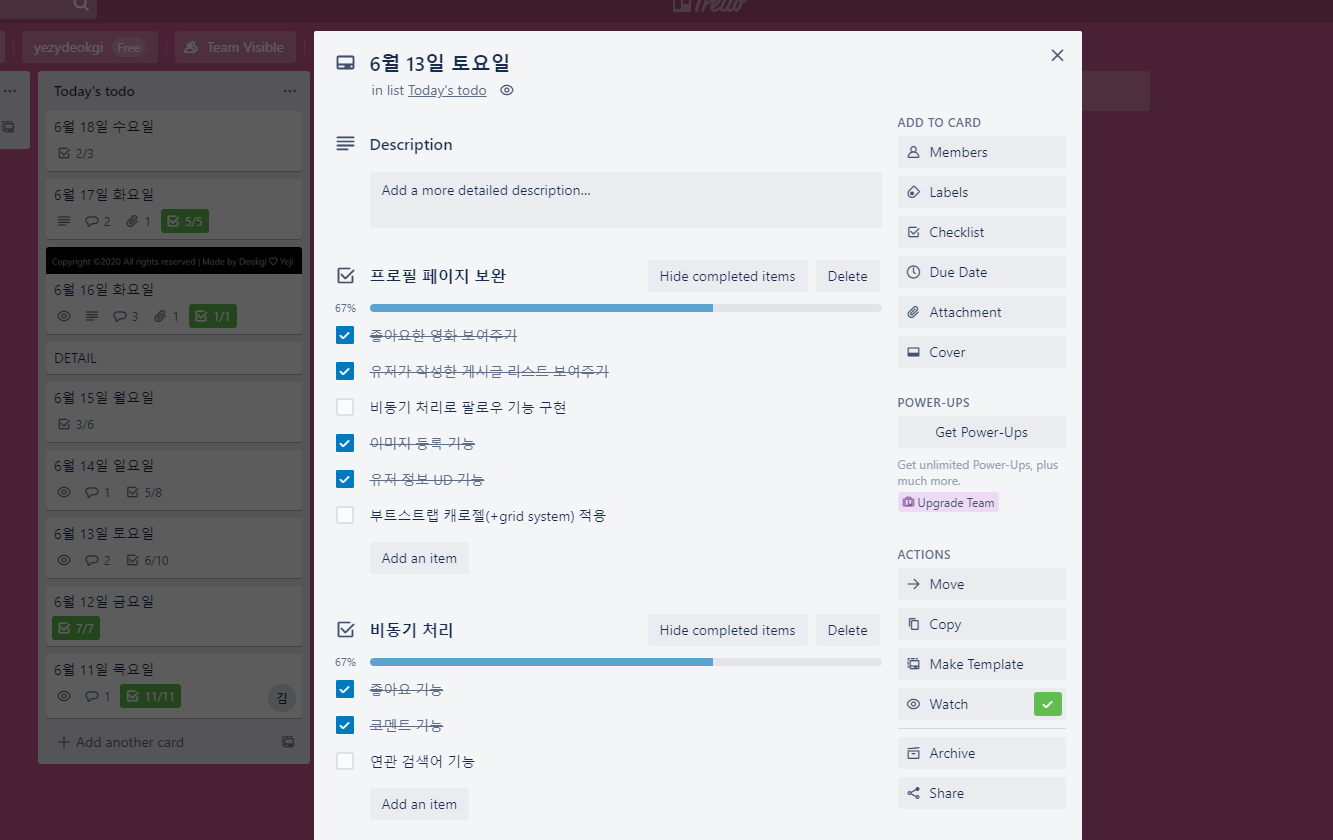 Trello
yezydeokgi Free
Team Visible
Today's todo
6월 18일 수요일
2/3
6월 17일 화요일
2 1 5/5
Copyright ©2020 All rights reserved | Made by Deokgi ♡ Yeji
6월 16일 화요일
3 1 1/1
DETAIL
6월 15일 월요일
3/6
6월 14일 일요일
1 5/8
6월 13일 토요일
2 6/10
6월 12일 금요일
7/7
6월 11일 목요일
1 11/11
김
+ Add another card
6월 13일 토요일
in list Today's todo
Description
Add a more detailed description...
프로필 페이지 보완
Hide completed items
Delete
67%
좋아요한 영화 보여주기
유저가 작성한 게시글 리스트 보여주기
비동기 처리로 팔로우 기능 구현
이미지 등록 기능
유저 정보 UD 기능
부트스트랩 캐로젤(+grid system) 적용
Add an item
비동기 처리
Hide completed items
Delete
67%
좋아요 기능
코멘트 기능
연관 검색어 기능
Add an item
ADD TO CARD
Members
Labels
Checklist
Due Date
Attachment
Cover
POWER-UPS
Get Power-Ups
Get unlimited Power-Ups, plus
much more.
Upgrade Team
ACTIONS
Move
Copy
Make Template
Watch
Archive
Share